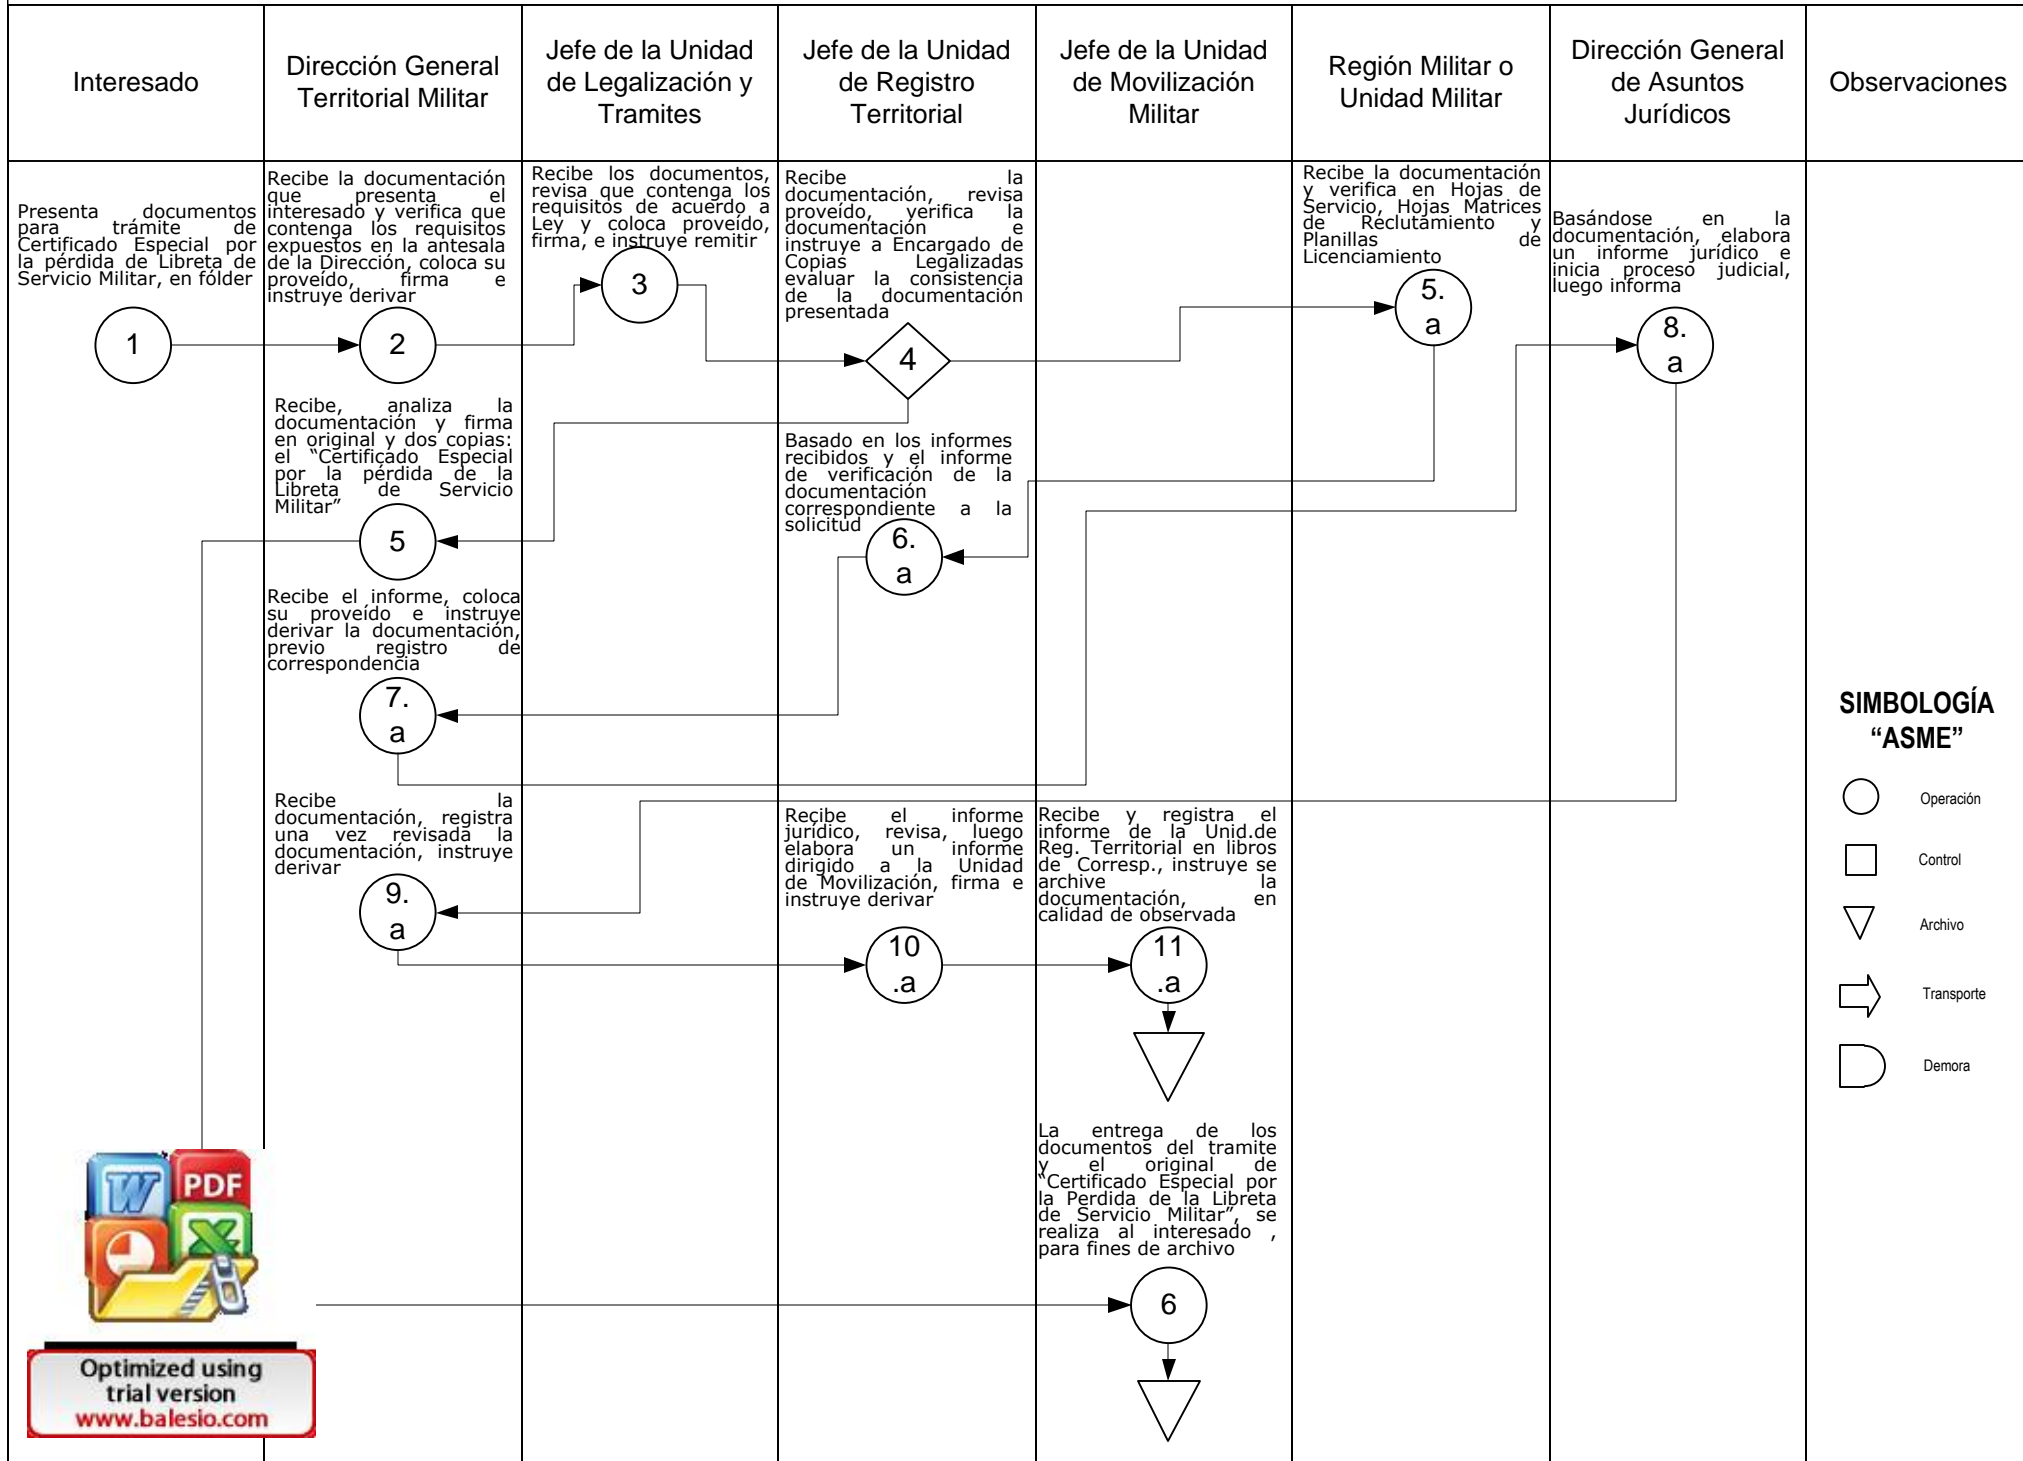 Interesado
Dirección General
Territorial Militar
Jefe de la Unidad
de Legalización y
Tramites
Jefe de la Unidad
de Registro
Territorial
Jefe de la Unidad
de Movilización
Militar
Región Militar o
Unidad Militar
Dirección General
de Asuntos
Jurídicos
Observaciones
Presenta documentos
para trámite de
Certificado Especial por
la pérdida de Libreta de
Servicio Militar, en fólder
1
Recibe la documentación
que presenta el
interesado y verifica que
contenga los requisitos
expuestos en la antesala
de la Dirección, coloca su
proveído, firma e
instruye derivar
2
Recibe los documentos,
revisa que contenga los
requisitos de acuerdo a
Ley y coloca proveído,
firma, e instruye remitir
3
Recibe la
documentación, revisa
proveído, verifica la
documentación e
instruye a Encargado de
Copias Legalizadas
evaluar la consistencia
de la documentación
presentada
4
Recibe la documentación
y verifica en Hojas de
Servicio, Hojas Matrices
de Reclutamiento y
Planillas de
Licenciamiento
5.
a
Basándose en la
documentación, elabora
un informe jurídico e
inicia proceso judicial,
luego informa
8.
a
Recibe, analiza la
documentación y firma
en original y dos copias:
el “Certificado Especial
por la pérdida de la
Libreta de Servicio
Militar”
5
Basado en los informes
recibidos y el informe
de verificación de la
documentación
correspondiente a la
solicitud
6.
a
Recibe el informe, coloca
su proveído e instruye
derivar la documentación,
previo registro de
correspondencia
7.
a
Recibe la
documentación, registra
una vez revisada la
documentación, instruye
derivar
9.
a
Recibe el informe
jurídico, revisa, luego
elabora un informe
dirigido a la Unidad
de Movilización, firma e
instruye derivar
10
.a
Recibe y registra el
informe de la Unid.de
Reg. Territorial en libros
de Corresp., instruye se
archive la
documentación, en
calidad de observada
11
.a
La entrega de los
documentos del tramite
y el original de
“Certificado Especial por
la Perdida de la Libreta
de Servicio Militar”, se
realiza al interesado ,
para fines de archivo
6
SIMBOLOGÍA
“ASME”
Operación
Control
Archivo
Transporte
Demora
W
PDF
X
Optimized using
trial version
www.balesio.com